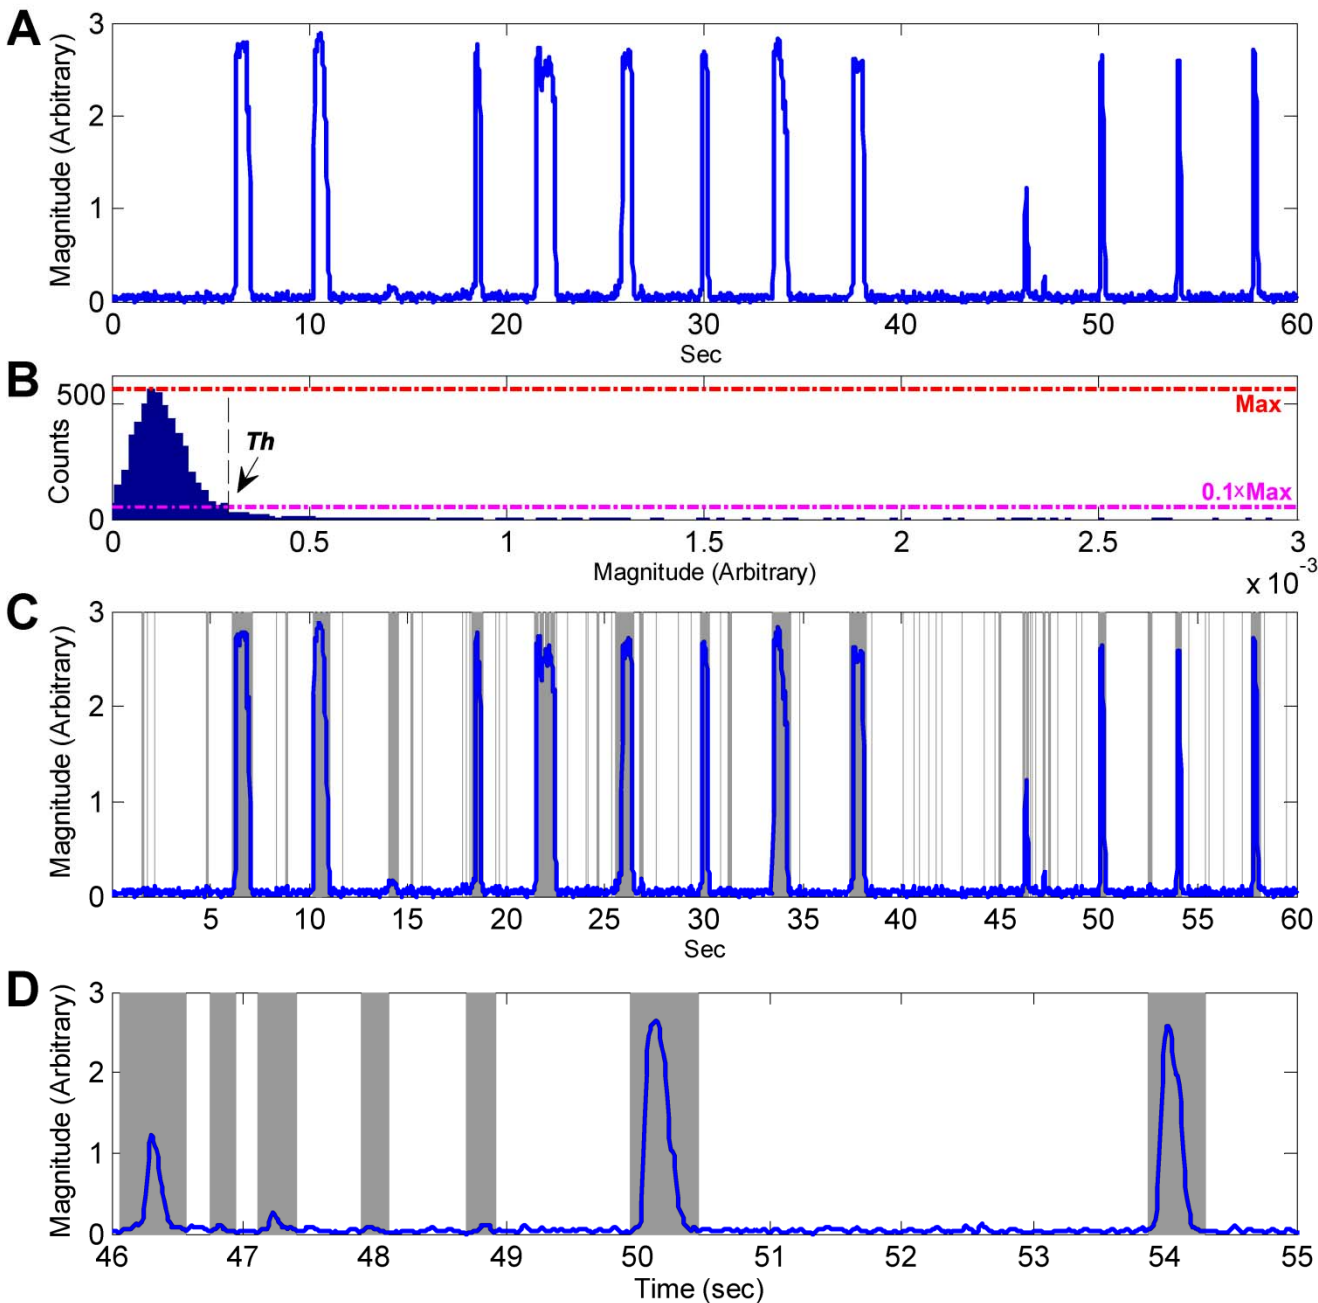 A
Magnitude (Arbitrary)
3
2
1
0
0 10 20 30 40 50 60
Sec
B
Counts
500
0
Max
Th
0.1×Max
0 0.5 1 1.5 2 2.5 3
Magnitude (Arbitrary)
x 10⁻³
C
Magnitude (Arbitrary)
3
2
1
0
5 10 15 20 25 30 35 40 45 50 55 60
Sec
D
Magnitude (Arbitrary)
3
2
1
0
46 47 48 49 50 51 52 53 54 55
Time (sec)